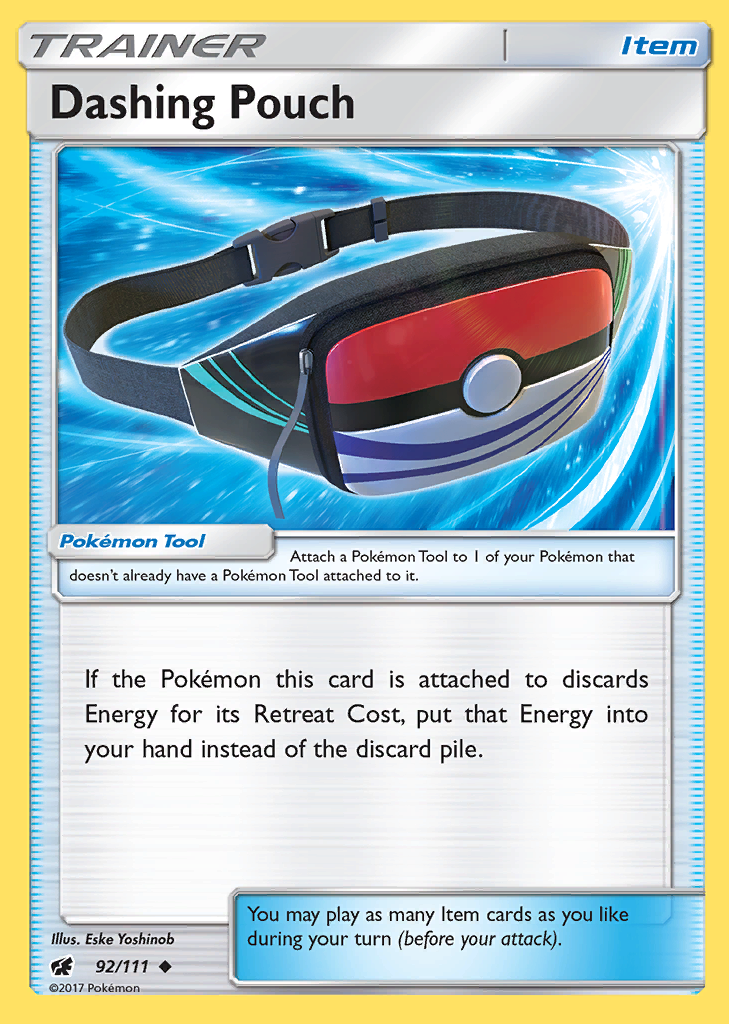 TRAINER
Item
Dashing Pouch
Pokémon Tool
Attach a Pokémon Tool to 1 of your Pokémon that
doesn't already have a Pokémon Tool attached to it.
If the Pokémon this card is attached to discards
Energy for its Retreat Cost, put that Energy into
your hand instead of the discard pile.
You may play as many Item cards as you like
during your turn (before your attack).
Illus. Eske Yoshinob
92/111
©2017 Pokémon